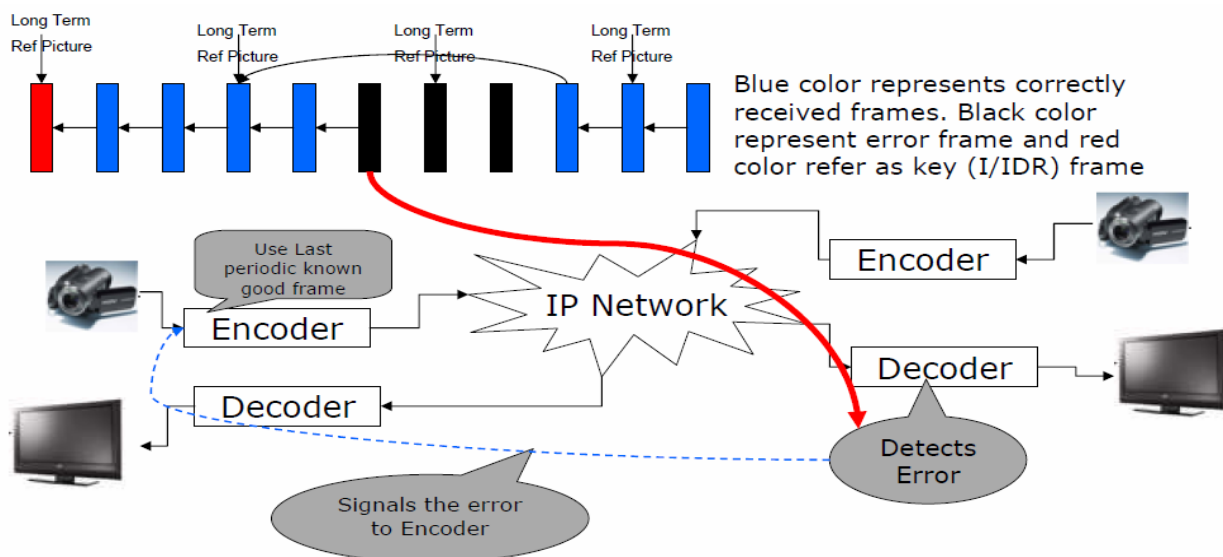 Long Term
Ref Picture
Long Term
Ref Picture
Long Term
Ref Picture
Long Term
Ref Picture
Blue color represents correctly
received frames. Black color
represent error frame and red
color refer as key (I/IDR) frame
Use Last
periodic known
good frame
Encoder
IP Network
Encoder
Decoder
Decoder
Detects
Error
Signals the error
to Encoder